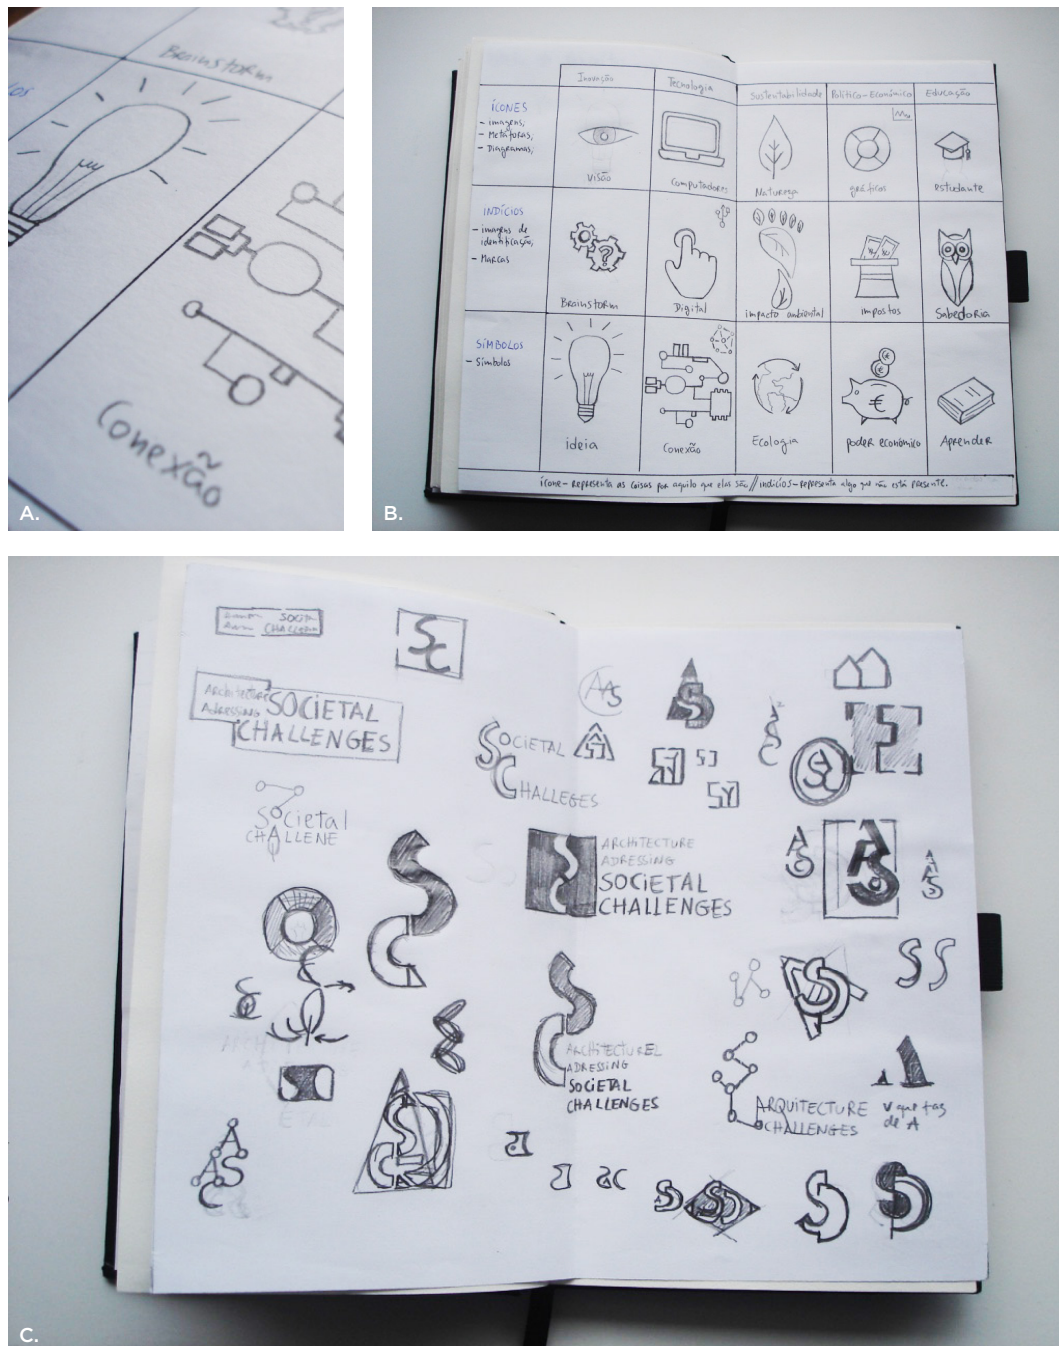 Brainstorm
Conexão
A.
Inovação
Tecnologia
Sustentabilidade
Político-Económico
Educação
ÍCONES
- imagens;
- Metáforas;
- Diagramas;
visão
Computadores
Natureza
gráficos
estudante
INDÍCIOS
- imagens de
identificação;
- Marcas
?
Brainstorm
Digital
impacto ambiental
impostos
Sabedoria
SÍMBOLOS
- Símbolos
€
ideia
Conexão
Ecologia
poder económico
Aprender
ícone - representa as coisas por aquilo que elas são // indícios - representa algo que não está presente.
B.
CHALLENGES
SC
Architecture
Adressing
SOCIETAL
CHALLENGES
SOCIETAL
CHALLEGES
Societal
CHALLENE
AAS
ARCHITECTURE
ADRESSING
SOCIETAL
CHALLENGES
ARCHITECTUREL
ADRESSING
SOCIETAL
CHALLENGES
ARQUITECTURE
CHALLENGES
de A
C.